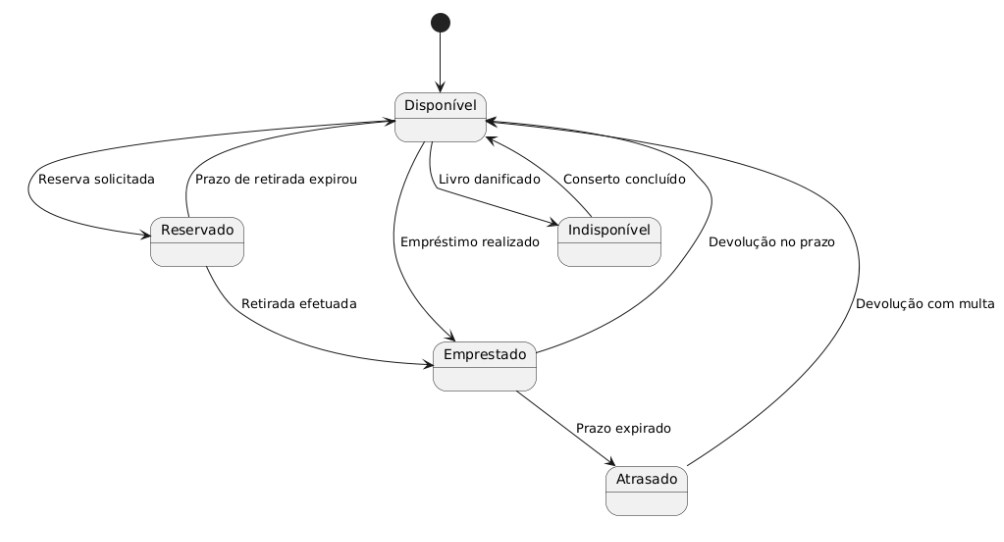 Disponível
Reserva solicitada
Prazo de retirada expirou
Livro danificado
Conserto concluído
Reservado
Indisponível
Empréstimo realizado
Devolução no prazo
Retirada efetuada
Devolução com multa
Emprestado
Prazo expirado
Atrasado